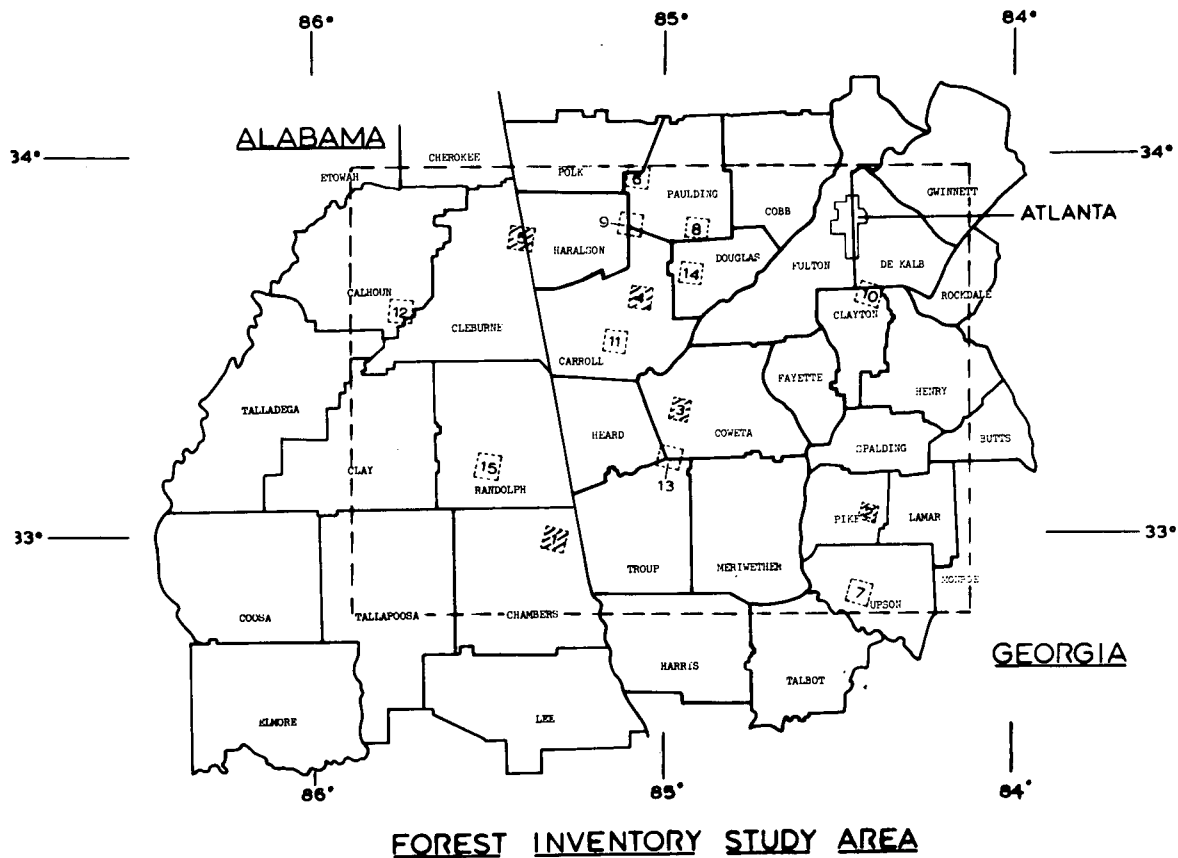 86° 85° 84°
34° ALABAMA 34°
CHEROKEE
ETOWAH POLK
6 PAULDING GWINNETT
COBB
ATLANTA
9 8
5 HARALSON
DOUGLAS
FULTON DE KALB
14
CALHOUN 4 10 ROCKDALE
12 CLAYTON
CLEBURNE 11
CARROLL
FAYETTE
HENRY
TALLADEGA 3
HEARD COWETA
SPALDING BUTTS
CLAY 15
RANDOLPH 13
PIKE LAMAR
33° 33°
TROUP MERIWETHER
MONROE
7 UPSON
COOSA TALLAPOOSA CHAMBERS
GEORGIA
HARRIS
TALBOT
ELMORE LEE
86° 85° 84°
FOREST INVENTORY STUDY AREA